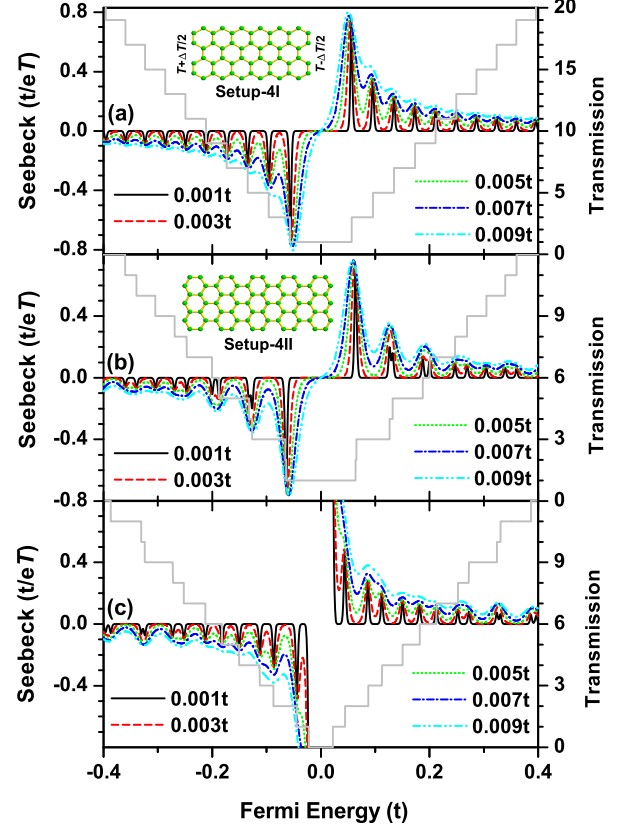 0.8
0.4
0.0
-0.4
-0.8
Seebeck (t/eT)
(a)
T+ΔT/2
T-ΔT/2
Setup-4I
0.001t
0.003t
0.005t
0.007t
0.009t
20
15
10
5
0
Transmission
0.4
0.0
-0.4
-0.8
Seebeck (t/eT)
(b)
Setup-4II
0.001t
0.003t
0.005t
0.007t
0.009t
9
6
3
0
Transmission
0.4
0.0
-0.4
Seebeck (t/eT)
(c)
0.001t
0.003t
0.005t
0.007t
0.009t
9
6
3
0
Transmission
-0.4 -0.2 0.0 0.2 0.4
Fermi Energy (t)